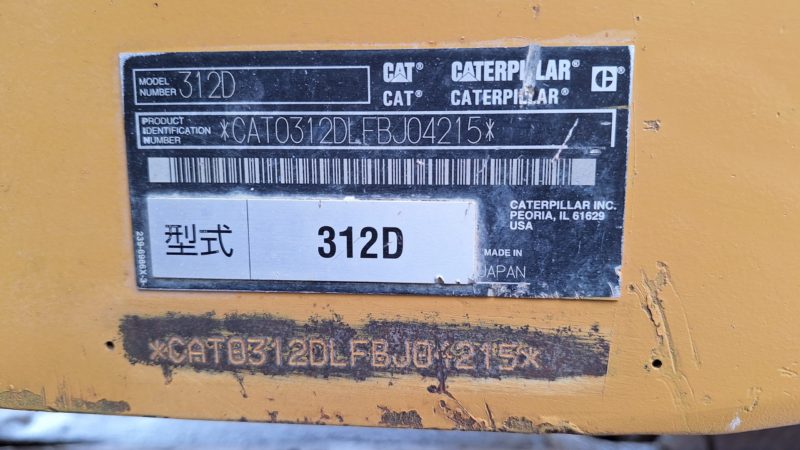 MODEL NUMBER 312D
CAT® CATERPILLAR®
CAT® CATERPILLAR®
PRODUCT IDENTIFICATION NUMBER *CAT0312DLFBJ04215*
CATERPILLAR INC.
PEORIA, IL 61629
USA
型式 312D
MADE IN
JAPAN
*CAT0312DLFBJ04215*